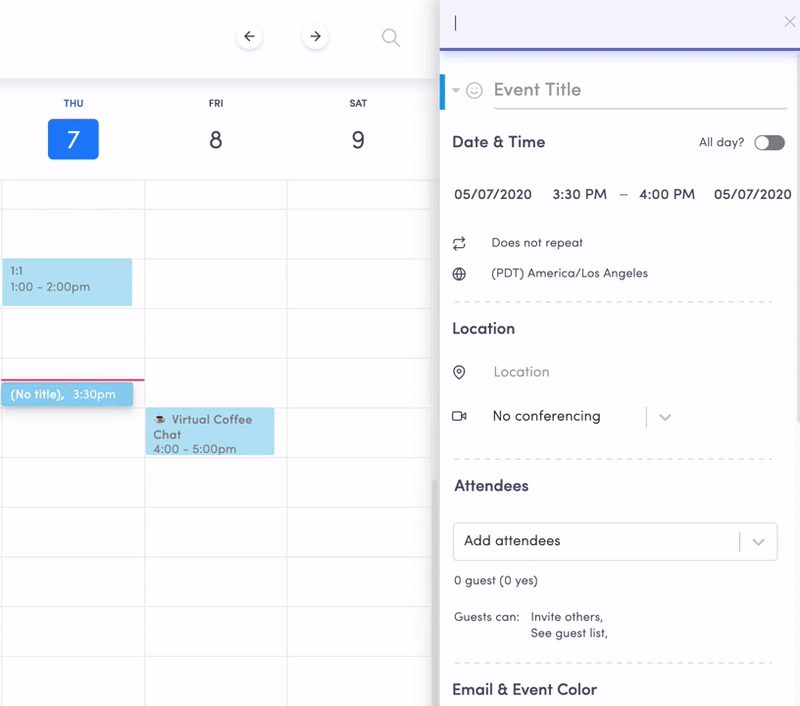 THU
FRI
SAT
7
8
9
1:1
1:00 - 2:00pm
(No title), 3:30pm
☕ Virtual Coffee
Chat
4:00 - 5:00pm
Event Title
Date & Time
All day?
05/07/2020 3:30 PM – 4:00 PM 05/07/2020
Does not repeat
(PDT) America/Los Angeles
Location
Location
No conferencing
Attendees
Add attendees
0 guest (0 yes)
Guests can: Invite others,
See guest list,
Email & Event Color